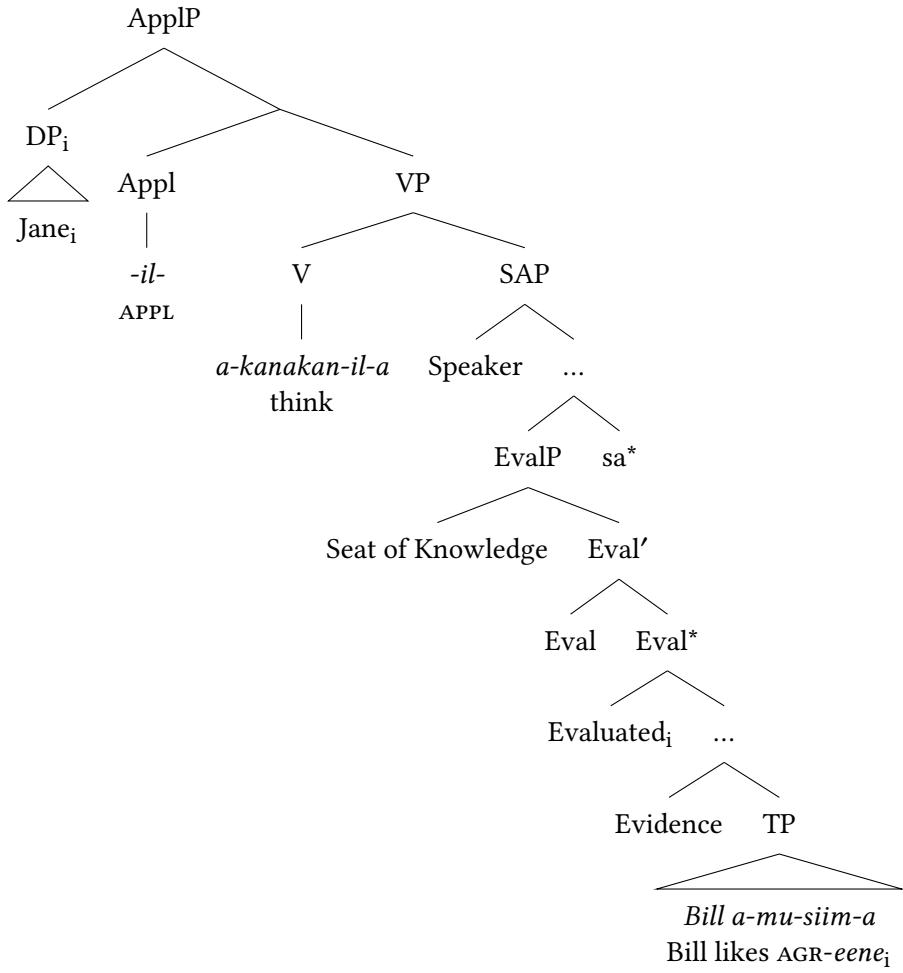 ApplP
DPi
Appl
VP
Janei
-il-
APPL
V
SAP
a-kanakan-il-a
think
Speaker
...
EvalP
sa*
Seat of Knowledge
Eval′
Eval
Eval*
Evaluatedi
...
Evidence
TP
Bill a-mu-siim-a
Bill likes AGR-eenei